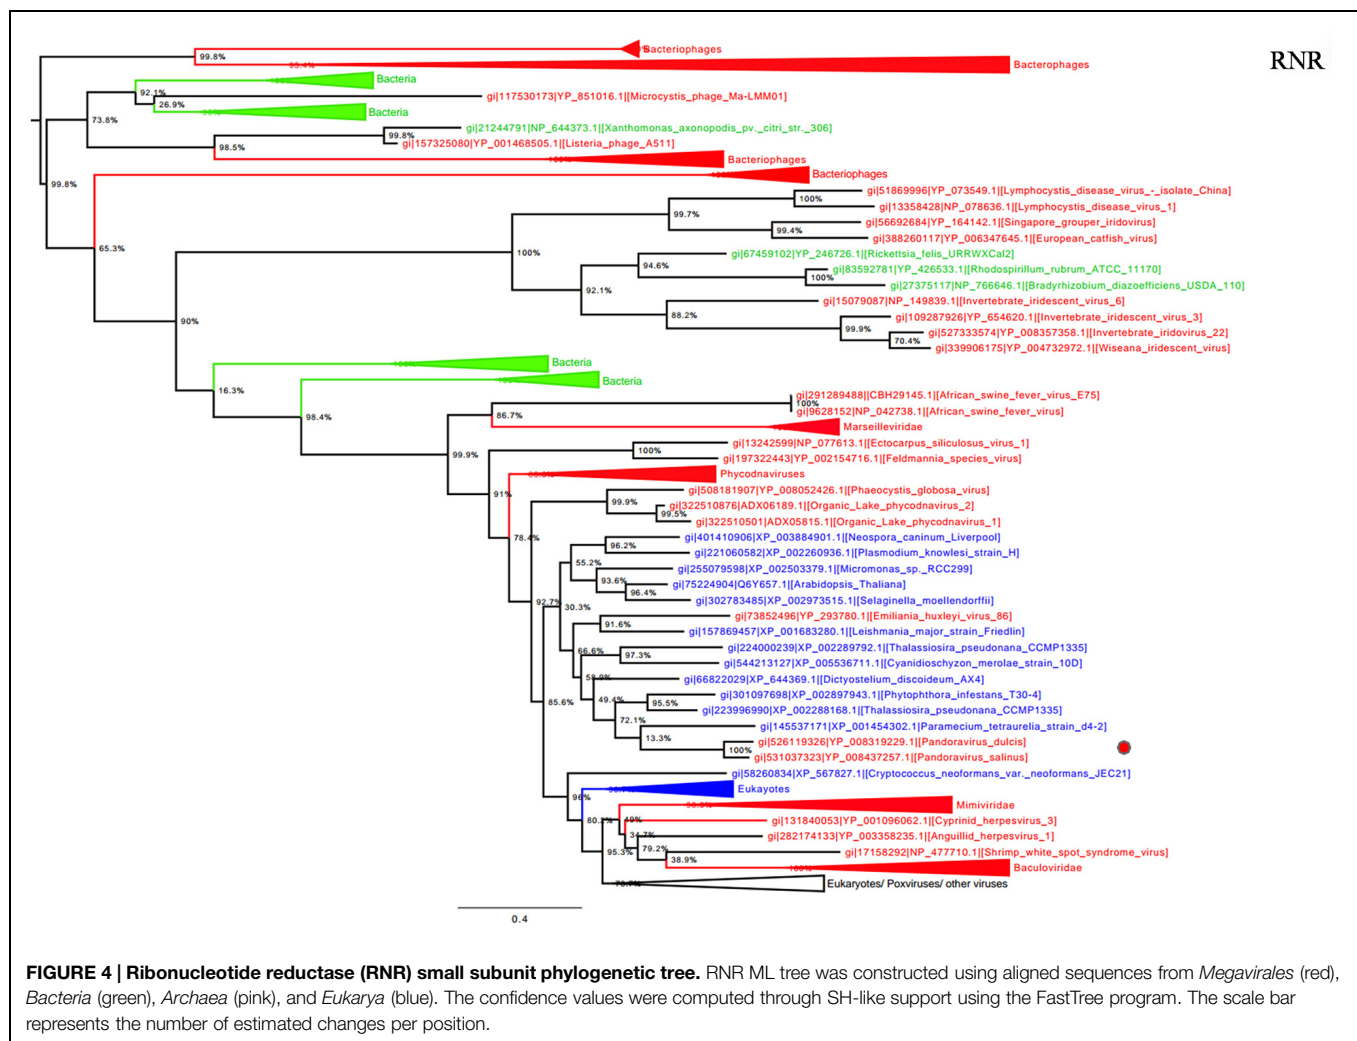 RNR
99.8%
Bacteriophages
95.4%
Bacterophages
Bacteria
92.1%
gi|117530173|YP_851016.1|[Microcystis_phage_Ma-LMM01]
26.9%
Bacteria
73.8%
gi|21244791|NP_644373.1|[Xanthomonas_axonopodis_pv._citri_str._306]
99.8%
gi|157325080|YP_001468505.1|[Listeria_phage_A511]
98.5%
Bacteriophages
Bacteriophages
99.8%
gi|51869996|YP_073549.1|[Lymphocystis_disease_virus_-_isolate_China)
100%
gi|13358428|NP_078636.1|[Lymphocystis_disease_virus_1]
99.7%
gi|56692684|YP_164142.1|[Singapore_grouper_iridovirus]
99.4%
gi|388260117|YP_006347645.1|[European_catfish_virus]
65.3%
100%
gi|67459102|YP_246726.1|[Rickettsia_felis_URRWXCal2]
94.6%
gi|83592781|YP_426533.1|[Rhodospirillum_rubrum_ATCC_11170]
100%
gi|27375117|NP_766646.1|[Bradyrhizobium_diazoefficiens_USDA_110]
92.1%
gi|15079087|NP_149839.1|[Invertebrate_iridescent_virus_6]
88.2%
gi|109287926|YP_654620.1|[Invertebrate_iridescent_virus_3]
99.9%
gi|527333574|YP_008357358.1|[Invertebrate_iridovirus_22]
70.4%
gi|339906175|YP_004732972.1|[Wiseana_iridescent_virus]
90%
Bacteria
Bacteria
16.3%
gi|291289488||CBH29145.1|[African_swine_fever_virus_E75]
100%
gi|9628152|NP_042738.1|[African_swine_fever_virus]
98.4%
86.7%
Marseilleviridae
gi|13242599|NP_077613.1|[Ectocarpus_siliculosus_virus_1]
100%
99.9%
gi|197322443|YP_002154716.1|[Feldmannia_species_virus]
Phycodnaviruses
91%
gi|508181907|YP_008052426.1|[Phaeocystis_globosa_virus]
99.9%
gi|322510876|ADX06189.1|[Organic_Lake_phycodnavirus_2]
99.5%
gi|322510501|ADX05815.1|[Organic_Lake_phycodnavirus_1]
78.4%
gi|401410906|XP_003884901.1|[Neospora_caninum_Liverpool]
96.2%
gi|221060582|XP_002260936.1|[Plasmodium_knowlesi_strain_H]
55.2%
gi|255079598|XP_002503379.1|[Micromonas_sp._RCC299]
93.6%
gi|75224904|Q6Y657.1|[Arabidopsis_Thaliana]
96.4%
gi|302783485|XP_002973515.1|[Selaginella_moellendorffii]
92.7%
30.3%
gi|73852496|YP_293780.1|[Emiliania_huxleyi_virus_86]
91.6%
gi|157869457|XP_001683280.1|[Leishmania_major_strain_Friedlin]
66.6%
gi|224000239|XP_002289792.1|[Thalassiosira_pseudonana_CCMP1335]
97.3%
gi|544213127|XP_005536711.1|[Cyanidioschyzon_merolae_strain_10D]
58.9%
gi|66822029|XP_644369.1|[Dictyostelium_discoideum_AX4]
49.4%
gi|301097698|XP_002897943.1|[Phytophthora_infestans_T30-4]
95.5%
85.6%
gi|223996990|XP_002288168.1|[Thalassiosira_pseudonana_CCMP1335]
72.1%
gi|145537171|XP_001454302.1|Paramecium_tetraurelia_strain_d4-2]
13.3%
gi|526119326|YP_008319229.1|[Pandoravirus_dulcis]
100%
gi|531037323|YP_008437257.1|[Pandoravirus_salinus]
gi|58260834|XP_567827.1|[Cryptococcus_neoformans_var._neoformans_JEC21]
96%
Eukayotes
Mimiviridae
80.2%
49%
gi|131840053|YP_001096062.1|[Cyprinid_herpesvirus_3]
34.7%
gi|282174133|YP_003358235.1|[Anguillid_herpesvirus_1]
95.3%
79.2%
gi|17158292|NP_477710.1|[Shrimp_white_spot_syndrome_virus]
38.9%
100%
Baculoviridae
Eukaryotes/ Poxviruses/ other viruses
0.4
FIGURE 4 | Ribonucleotide reductase (RNR) small subunit phylogenetic tree. RNR ML tree was constructed using aligned sequences from Megavirales (red),
Bacteria (green), Archaea (pink), and Eukarya (blue). The confidence values were computed through SH-like support using the FastTree program. The scale bar
represents the number of estimated changes per position.